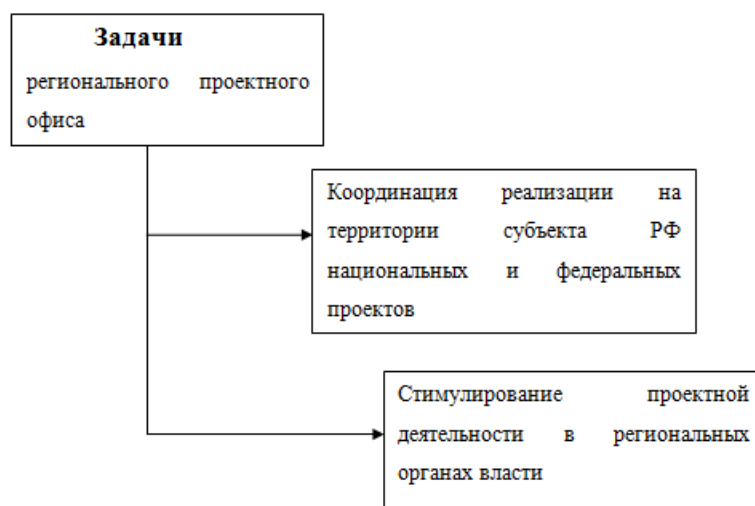 Задачи
регионального проектного
офиса
Координация реализации на
территории субъекта РФ
национальных и федеральных
проектов
Стимулирование проектной
деятельности в региональных
органах власти